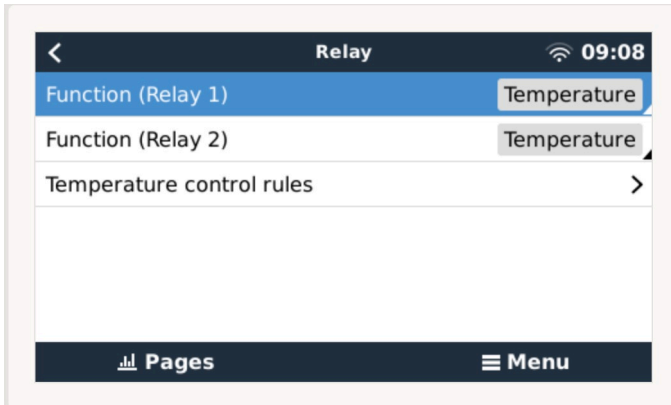 Relay 09:08
Function (Relay 1) Temperature
Function (Relay 2) Temperature
Temperature control rules
Pages Menu